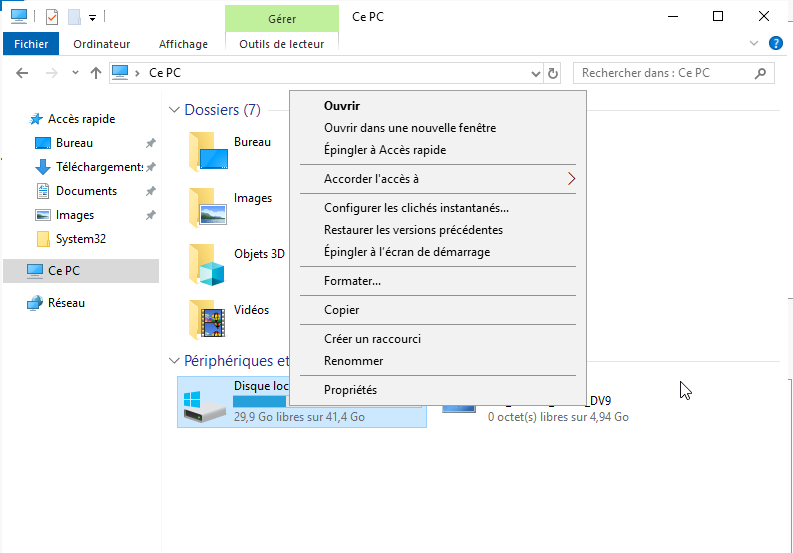 Gérer
Ce PC
Fichier
Ordinateur
Affichage
Outils de lecteur
Ce PC
Rechercher dans : Ce PC
Accès rapide
Bureau
Téléchargements
Documents
Images
System32
Ce PC
Réseau
Dossiers (7)
Bureau
Images
Objets 3D
Vidéos
Périphériques et
Disque loc
29,9 Go libres sur 41,4 Go
_DV9
0 octet(s) libres sur 4,94 Go
Ouvrir
Ouvrir dans une nouvelle fenêtre
Épingler à Accès rapide
Accorder l'accès à
Configurer les clichés instantanés...
Restaurer les versions précédentes
Épingler à l'écran de démarrage
Formater...
Copier
Créer un raccourci
Renommer
Propriétés